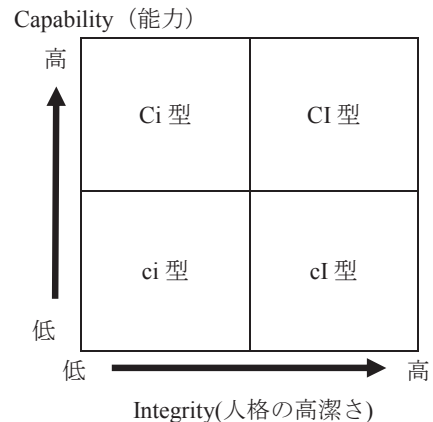 Capability（能力）
高
Ci 型
CI 型
ci 型
cI 型
低
低
高
Integrity(人格の高潔さ)